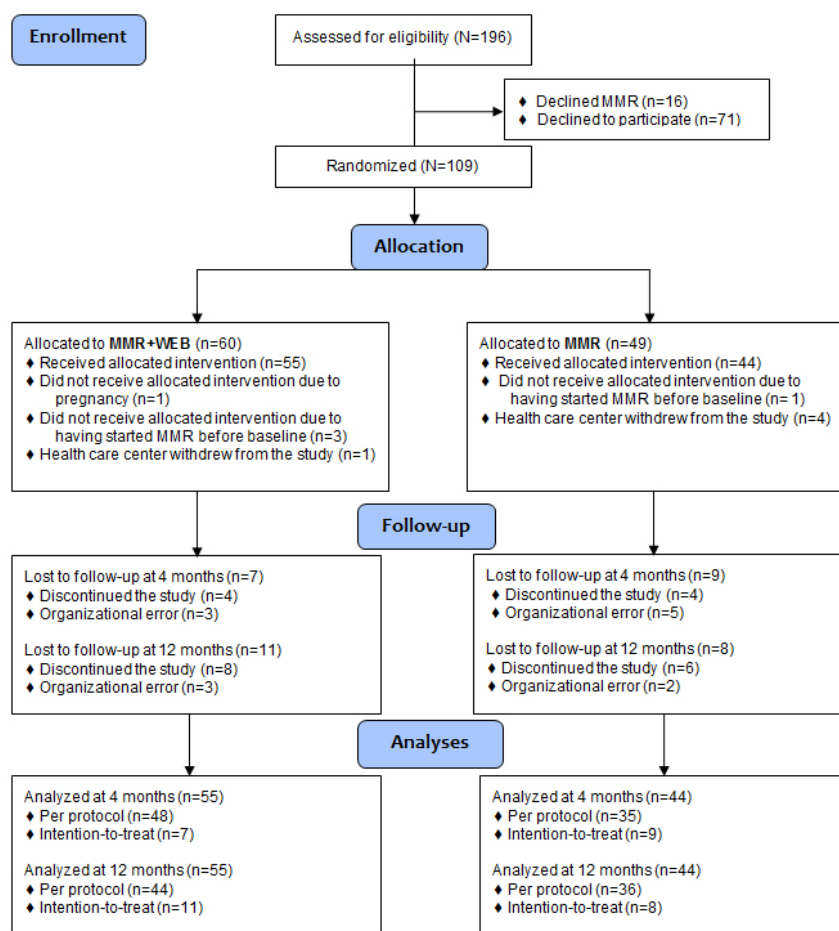 Enrollment
Assessed for eligibility (N=196)
♦ Declined MMR (n=16)
♦ Declined to participate (n=71)
Randomized (N=109)
Allocation
Allocated to MMR+WEB (n=60)
♦ Received allocated intervention (n=55)
♦ Did not receive allocated intervention due to
pregnancy (n=1)
♦ Did not receive allocated intervention due to
having started MMR before baseline (n=3)
♦ Health care center withdrew from the study (n=1)
Allocated to MMR (n=49)
♦ Received allocated intervention (n=44)
♦ Did not receive allocated intervention due to
having started MMR before baseline (n= 1)
♦ Health care center withdrew from the study (n=4)
Follow-up
Lost to follow-up at 4 months (n=7)
♦ Discontinued the study (n=4)
♦ Organizational error (n=3)
Lost to follow-up at 12 months (n=11)
♦ Discontinued the study (n=8)
♦ Organizational error (n=3)
Lost to follow-up at 4 months (n=9)
♦ Discontinued the study (n=4)
♦ Organizational error (n=5)
Lost to follow-up at 12 months (n=8)
♦ Discontinued the study (n=6)
♦ Organizational error (n=2)
Analyses
Analyzed at 4 months (n=55)
♦ Per protocol (n=48)
♦ Intention-to-treat (n=7)
Analyzed at 12 months (n=55)
♦ Per protocol (n=44)
♦ Intention-to-treat (n=11)
Analyzed at 4 months (n=44)
♦ Per protocol (n=35)
♦ Intention-to-treat (n=9)
Analyzed at 12 months (n=44)
♦ Per protocol (n=36)
♦ Intention-to-treat (n=8)